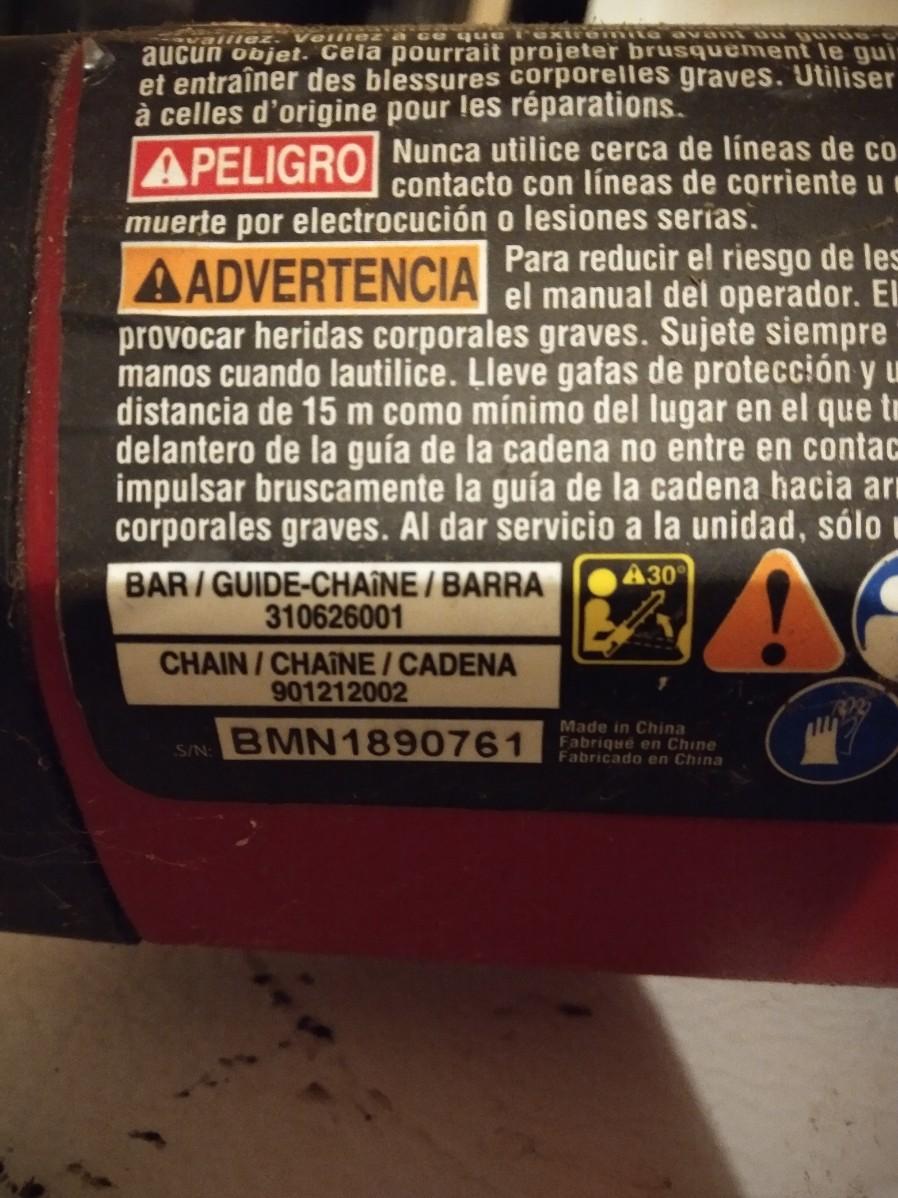 aucun objet. Cela pourrait projeter brusquement le gui
et entraîner des blessures corporelles graves. Utiliser
à celles d'origine pour les réparations.
PELIGRO Nunca utilice cerca de líneas de co
contacto con líneas de corriente u
muerte por electrocución o lesiones serias.
ADVERTENCIA Para reducir el riesgo de les
el manual del operador. El
provocar heridas corporales graves. Sujete siempre
manos cuando lautilice. Lleve gafas de protección y u
distancia de 15 m como mínimo del lugar en el que tr
delantero de la guía de la cadena no entre en contac
impulsar bruscamente la guía de la cadena hacia arr
corporales graves. Al dar servicio a la unidad, sólo
BAR / GUIDE-CHAîNE / BARRA
310626001
30°
CHAIN / CHAîNE / CADENA
901212002
S/N: BMN1890761
Made in China
Fabriqué en Chine
Fabricado en China